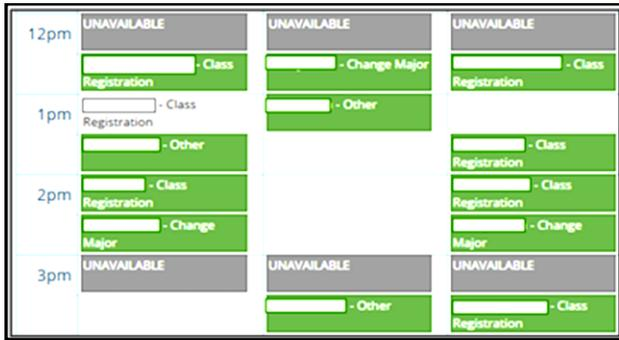 12pm
UNAVAILABLE
UNAVAILABLE
UNAVAILABLE
- Class
Registration
- Change Major
- Class
Registration
1pm
- Class
Registration
- Other
- Other
- Class
Registration
2pm
- Class
Registration
- Class
Registration
- Change
Major
- Change
Major
3pm
UNAVAILABLE
UNAVAILABLE
UNAVAILABLE
- Other
- Class
Registration